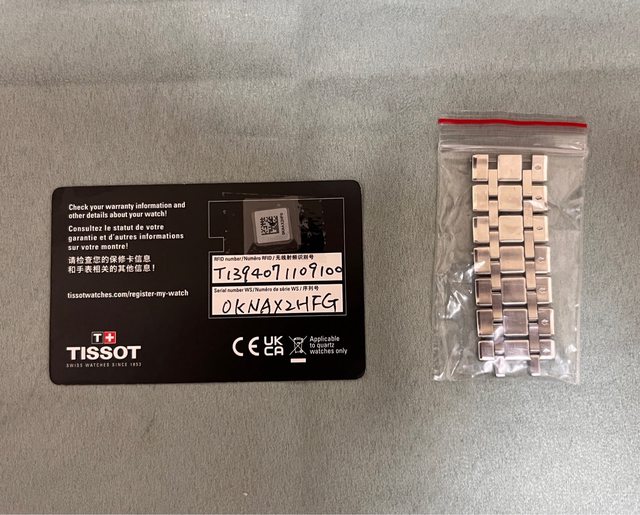 Check your warranty information and
other details about your watch!
Consultez le statut de votre
garantie et d'autres informations
sur votre montre!
请检查您的保修卡信息
和手表相关的其他信息!
tissotwatches.com/register-my-watch
T+
TISSOT
SWISS WATCHES SINCE 1853
0KNAX2HFG
RFID number/Numéro RFID/无线射频识别号
T1394071109100
Serial number WS/Numéro de série WS/序列号
0KNAX2HFG
CE UK
CA
Applicable
to quartz
watches only